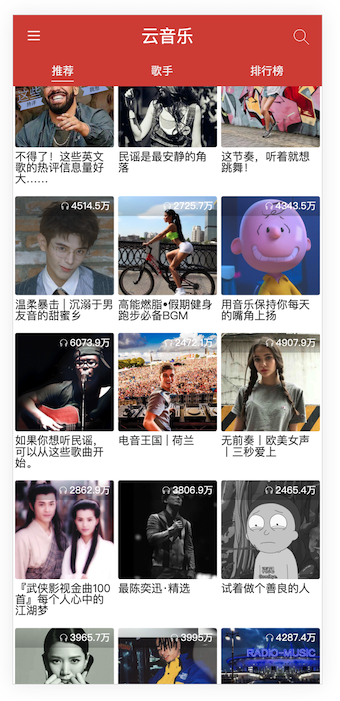 云音乐
推荐 歌手 排行榜
不得了！这些英文
歌的热评信息量好
大……
民谣是最安静的角
落
这节奏，听着就想
跳舞！
4514.5万
2725.7万
4343.5万
温柔暴击 | 沉溺于男
友音的甜蜜乡
高能燃脂•假期健身
跑步必备BGM
用音乐保持你每天
的嘴角上扬
6073.9万
2472.1万
4907.9万
如果你想听民谣，
可以从这些歌曲开
始。
电音王国 | 荷兰
无前奏丨欧美女声
丨三秒爱上
2862.9万
3806.9万
2465.4万
『武侠影视金曲100
首』每个人心中的
江湖梦
最陈奕迅·精选
试着做个善良的人
3965.7万
3995万
4287.4万
RADIO-MUSIC